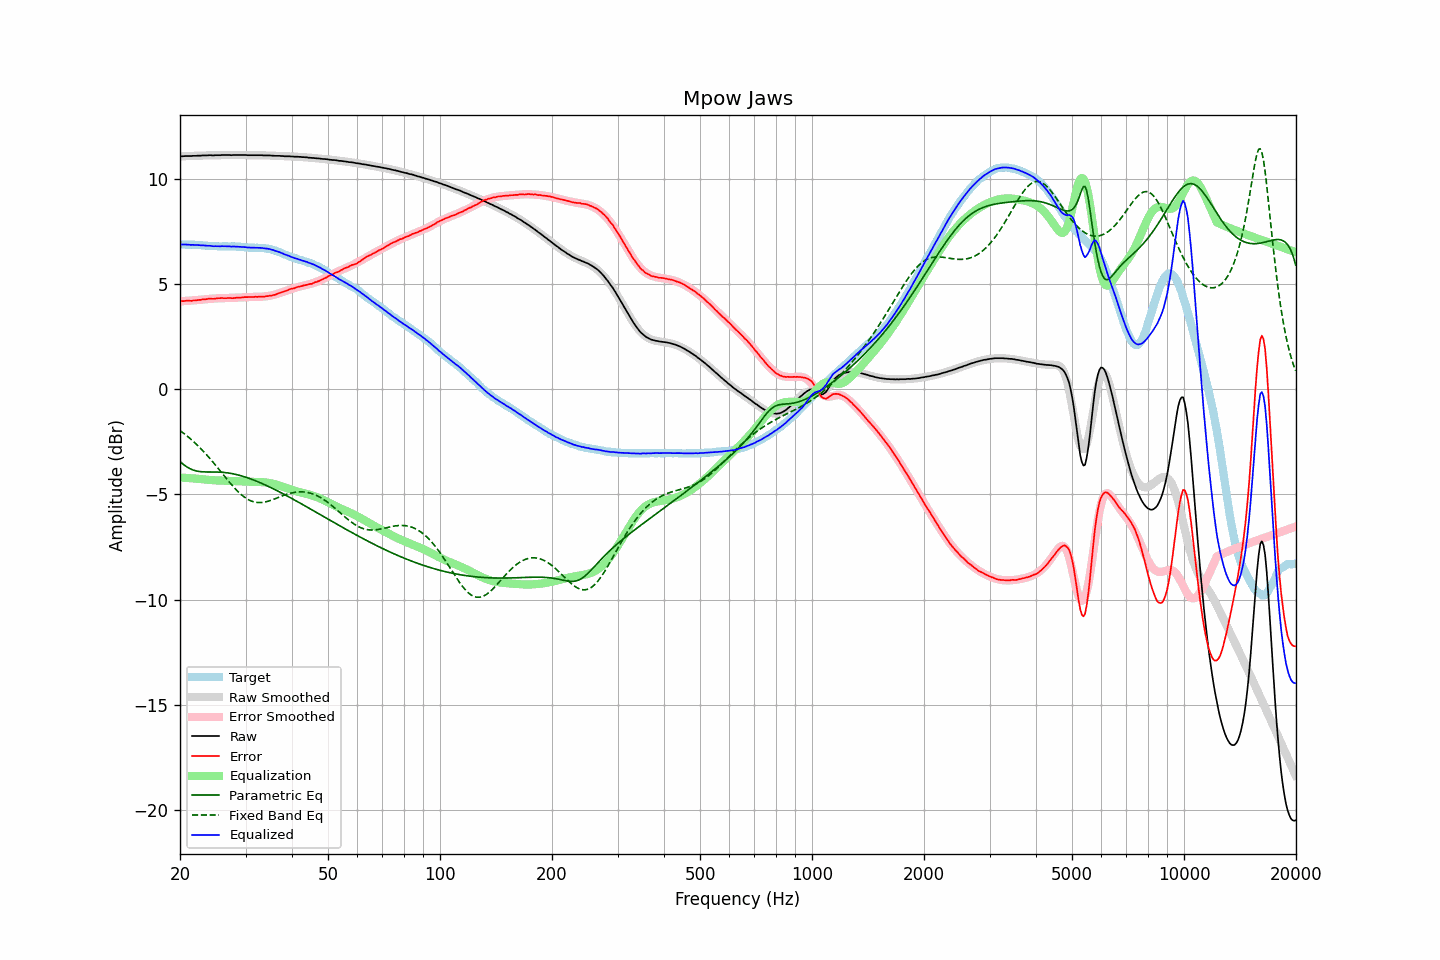 Mpow Jaws
Amplitude (dBr)
10
5
0
−5
−10
−15
−20
Target
Raw Smoothed
Error Smoothed
Raw
Error
Equalization
Parametric Eq
Fixed Band Eq
Equalized
20 50 100 200 500 1000 2000 5000 10000 20000
Frequency (Hz)